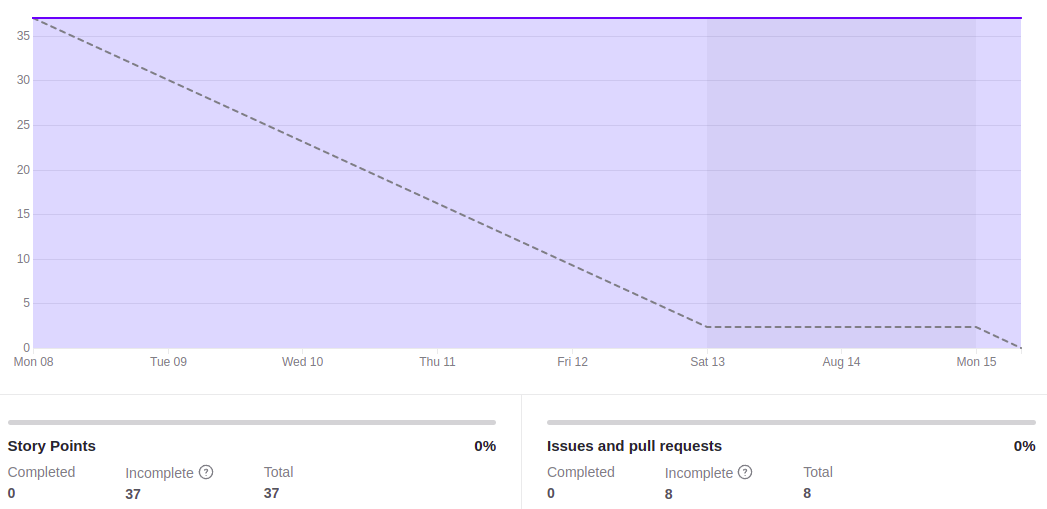 35
30
25
20
15
10
5
0
Mon 08 Tue 09 Wed 10 Thu 11 Fri 12 Sat 13 Aug 14 Mon 15
Story Points 0%
Completed Incomplete ? Total
0 37 37
Issues and pull requests 0%
Completed Incomplete ? Total
0 8 8